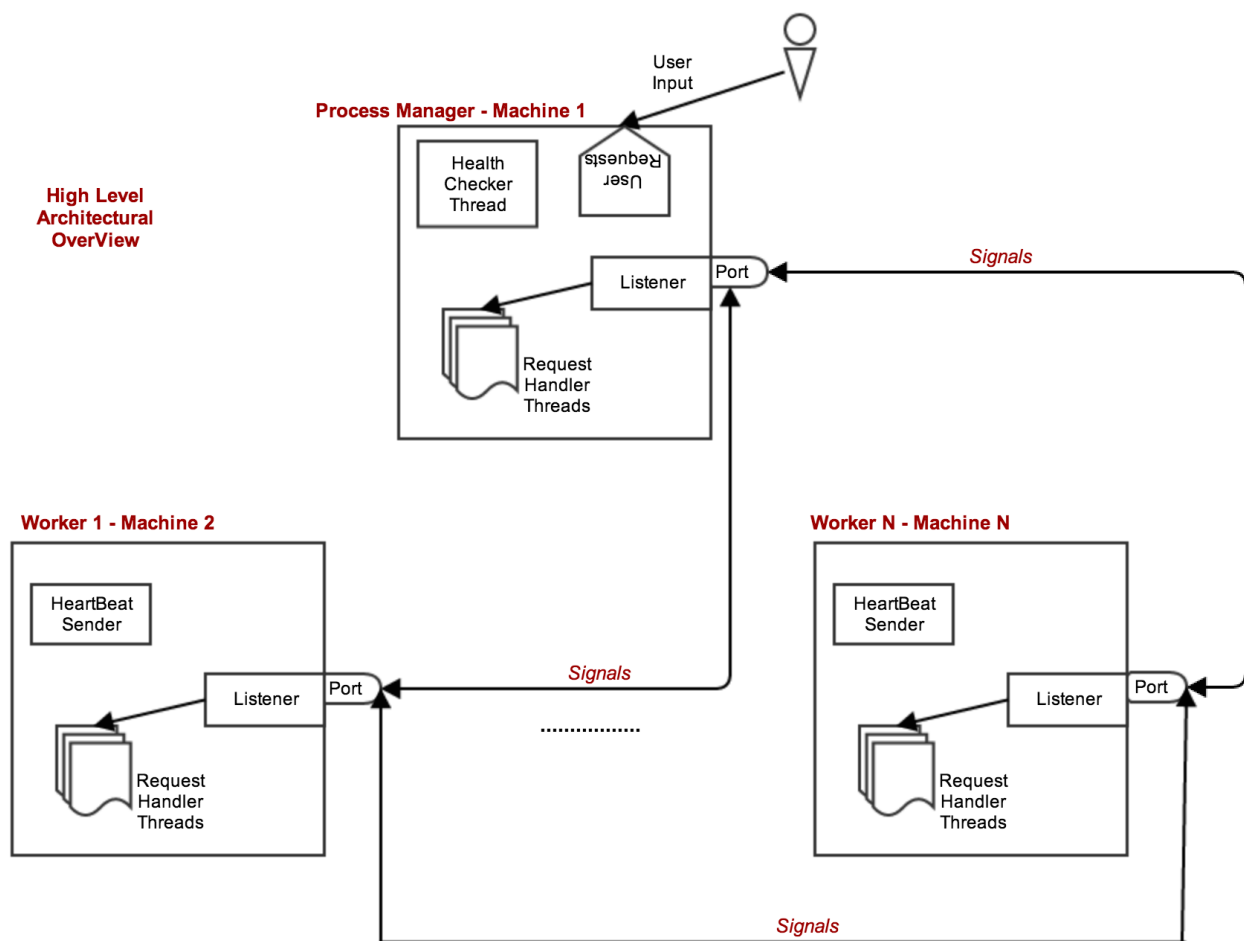 User
Input
Process Manager - Machine 1
High Level
Architectural
OverView
Health
Checker
Thread
User
Requests
Listener
Port
Signals
Request
Handler
Threads
Worker 1 - Machine 2
HeartBeat
Sender
Listener
Port
Signals
Request
Handler
Threads
.................
Worker N - Machine N
HeartBeat
Sender
Listener
Port
Request
Handler
Threads
Signals